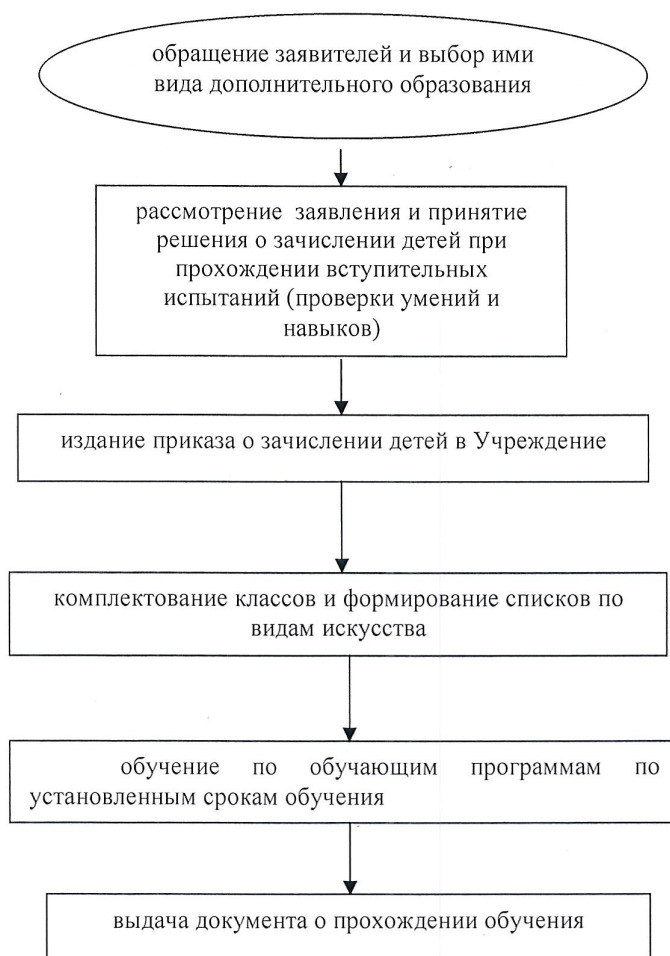 обращение заявителей и выбор ими
вида дополнительного образования
рассмотрение заявления и принятие
решения о зачислении детей при
прохождении вступительных
испытаний (проверки умений и
навыков)
издание приказа о зачислении детей в Учреждение
комплектование классов и формирование списков по
видам искусства
обучение по обучающим программам по
установленным срокам обучения
выдача документа о прохождении обучения